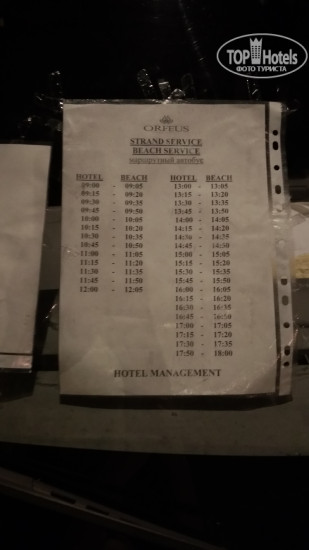 TOP Hotels
ФОТО ТУРИСТА
ORFEUS
STRAND SERVICE
BEACH SERVICE
маршрутный автобус
HOTEL BEACH HOTEL BEACH
09:00 - 09:05 13:00 - 13:05
09:15 - 09:20 13:15 - 13:20
09:30 - 09:35 13:30 - 13:35
09:45 - 09:50 13:45 - 13:50
10:00 - 10:05 14:00 - 14:05
10:15 - 10:20 14:15 - 14:20
10:30 - 10:35 14:30 - 14:35
10:45 - 10:50 14:45 - 14:50
11:00 - 11:05 15:00 - 15:05
11:15 - 11:20 15:15 - 15:20
11:30 - 11:35 15:30 - 15:35
11:45 - 11:50 15:45 - 15:50
12:00 - 12:05 16:00 - 16:05
16:15 - 16:20
16:30 - 16:35
16:45 - 16:50
17:00 - 17:05
17:15 - 17:20
17:30 - 17:35
17:50 - 18:00
HOTEL MANAGEMENT